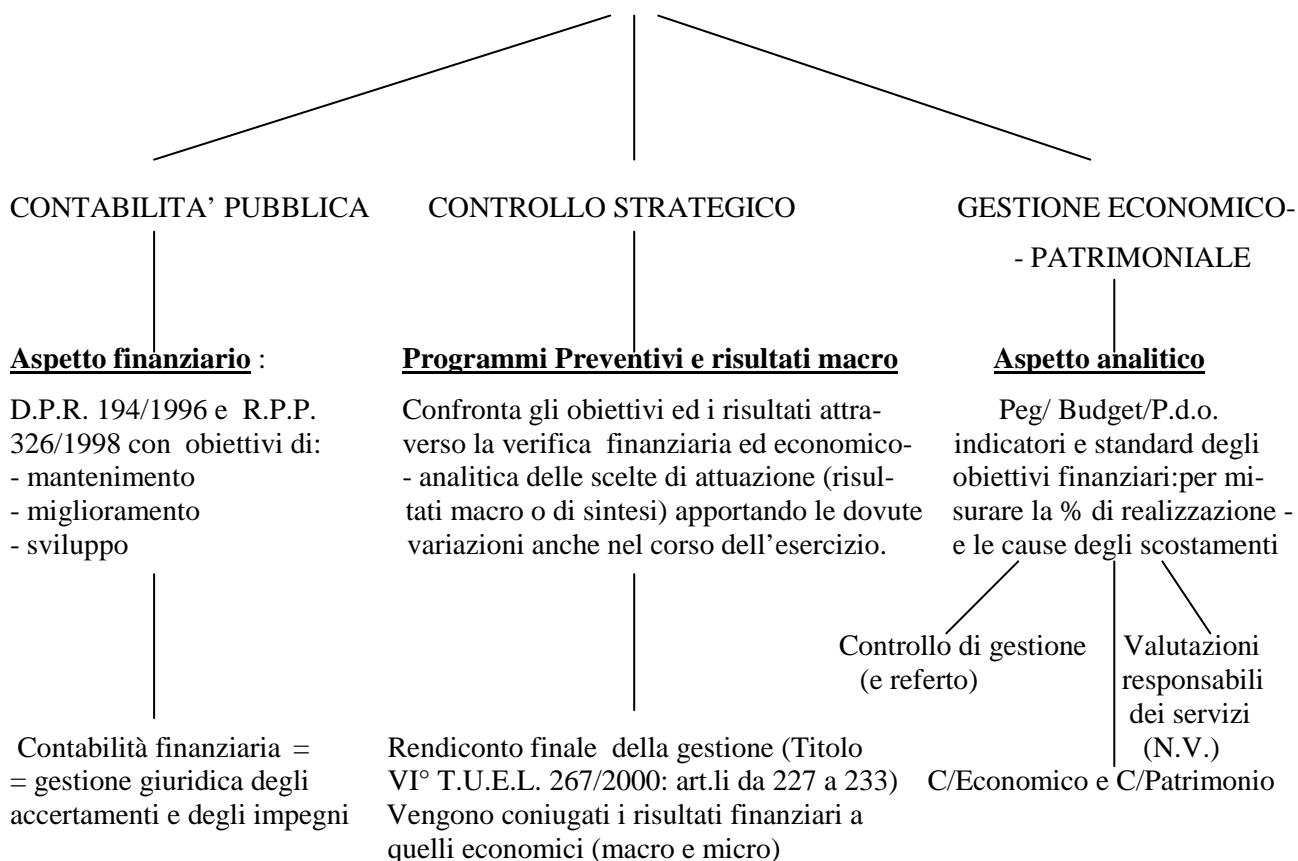 CONTABILITA’ PUBBLICA
CONTROLLO STRATEGICO
GESTIONE ECONOMICO-
- PATRIMONIALE
Aspetto finanziario :
D.P.R. 194/1996 e R.P.P.
326/1998 con obiettivi di:
- mantenimento
- miglioramento
- sviluppo
Contabilità finanziaria =
= gestione giuridica degli
accertamenti e degli impegni
Programmi Preventivi e risultati macro
Confronta gli obiettivi ed i risultati attra-
verso la verifica finanziaria ed economico-
- analitica delle scelte di attuazione (risul-
tati macro o di sintesi) apportando le dovute
variazioni anche nel corso dell’esercizio.
Rendiconto finale della gestione (Titolo
VI° T.U.E.L. 267/2000: art.li da 227 a 233)
Vengono coniugati i risultati finanziari a
quelli economici (macro e micro)
Aspetto analitico
Peg/ Budget/P.d.o.
indicatori e standard degli
obiettivi finanziari:per mi-
surare la % di realizzazione -
e le cause degli scostamenti
Controllo di gestione
(e referto)
Valutazioni
responsabili
dei servizi
(N.V.)
C/Economico e C/Patrimonio